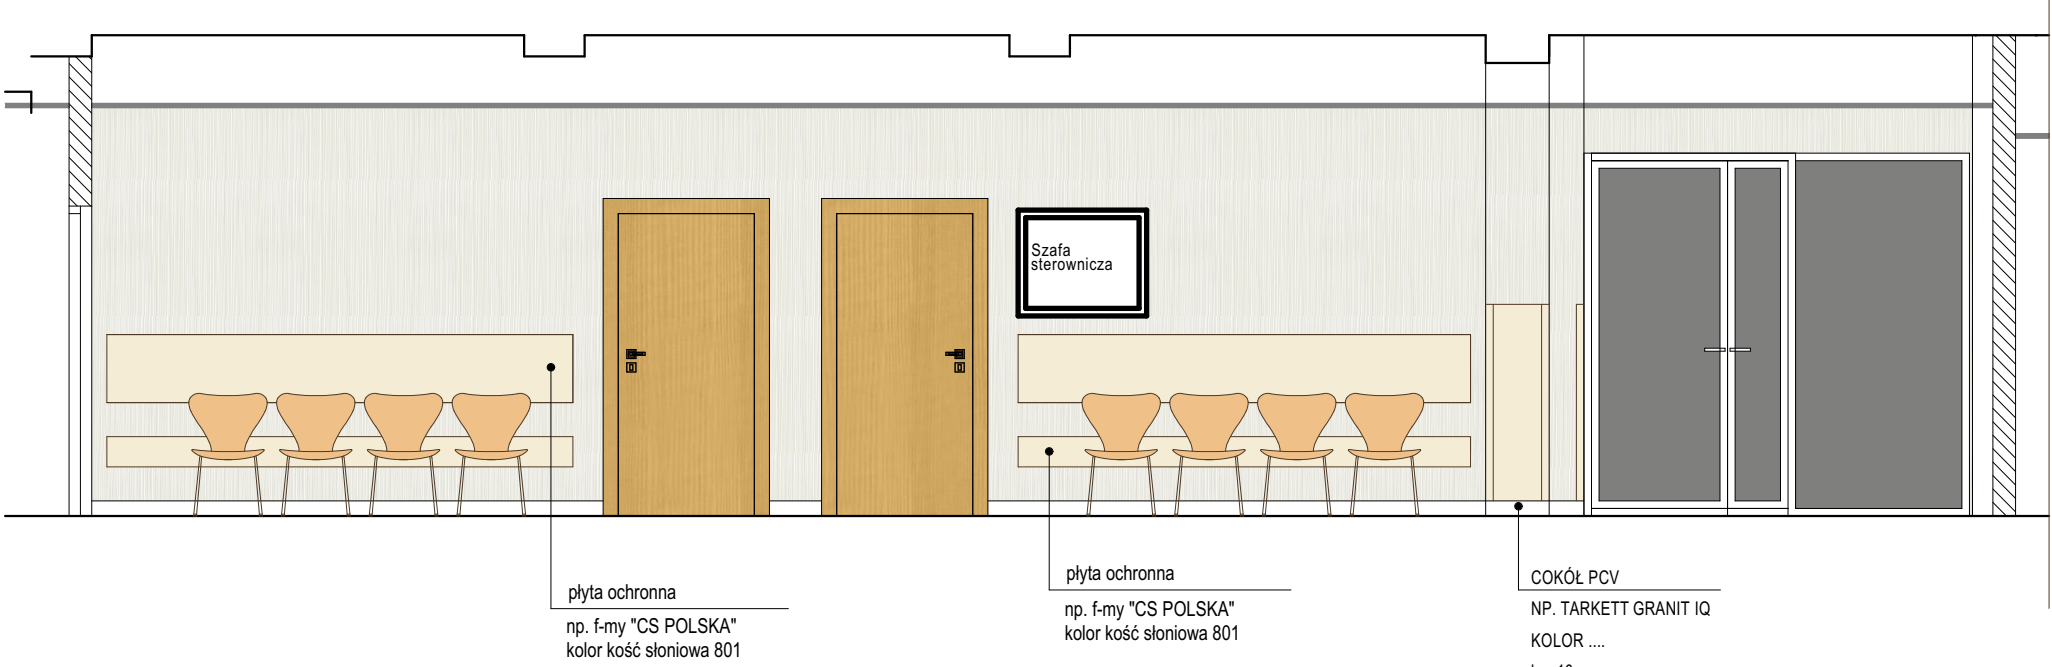 Szafa
sterownicza
płyta ochronna
np. f-my "CS POLSKA"
kolor kość słoniowa 801
płyta ochronna
np. f-my "CS POLSKA"
kolor kość słoniowa 801
COKÓŁ PCV
NP. TARKETT GRANIT IQ
KOLOR ....